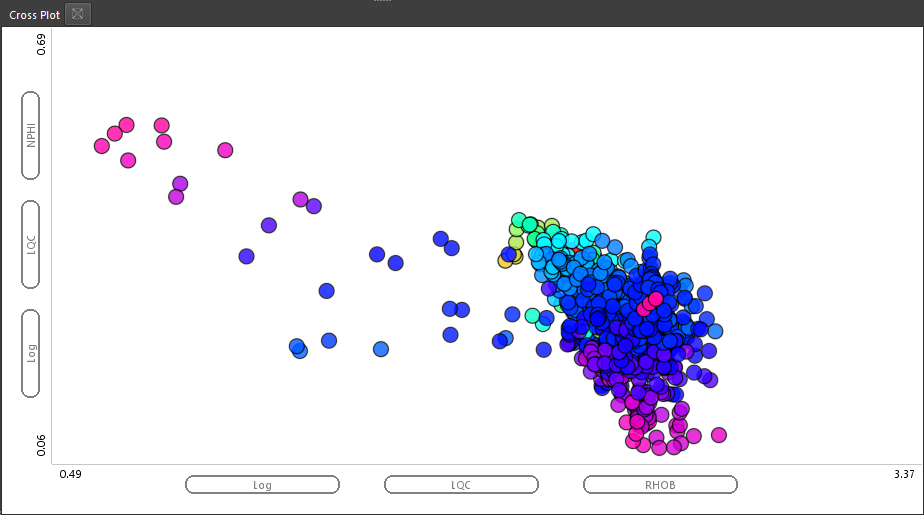 Cross Plot
0.69
NPHI
LQC
Log
0.06
0.49
3.37
Log
LQC
RHOB